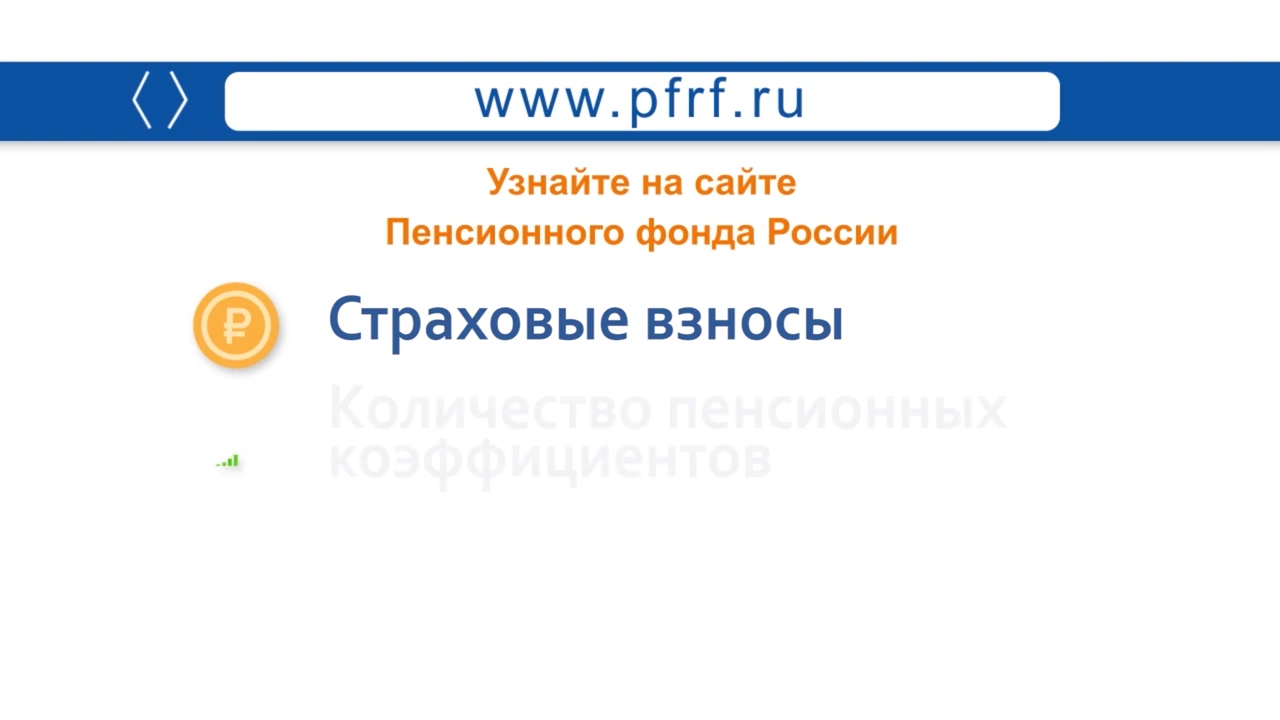 www.pfrf.ru
Узнайте на сайте
Пенсионного фонда России
Страховые взносы
Количество пенсионных
коэффициентов